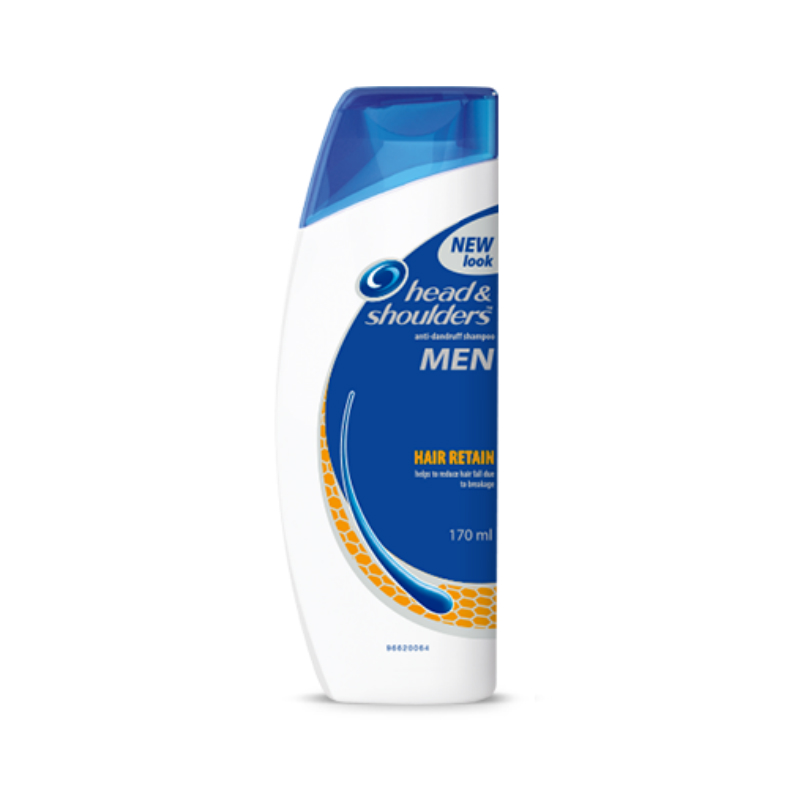 NEW
look
head &
shoulders
anti-dandruff shampoo
MEN
HAIR RETAIN
helps to reduce hair fall due
to breakage
170 ml
96620064